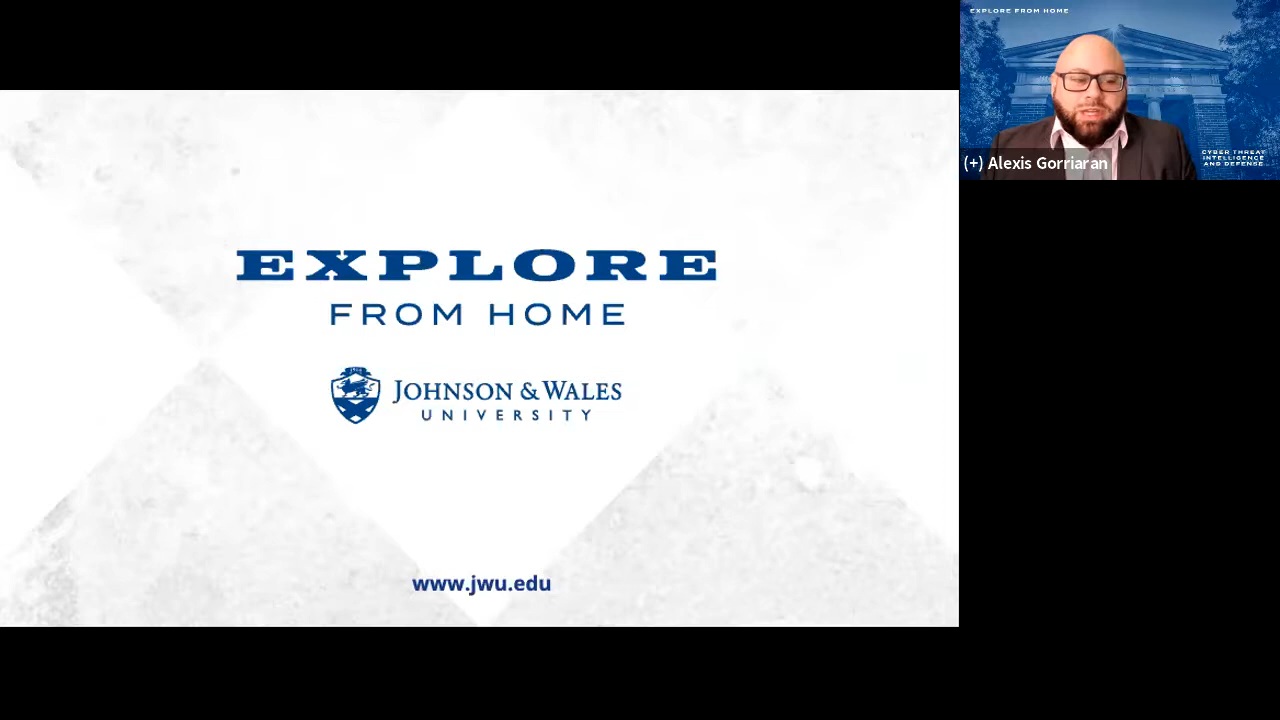 EXPLORE
FROM HOME
JOHNSON & WALES
UNIVERSITY
www.jwu.edu
EXPLORE FROM HOME
(+) Alexis Gorriaran
CYBER THREAT
INTELLIGENCE
AND DEFENSE